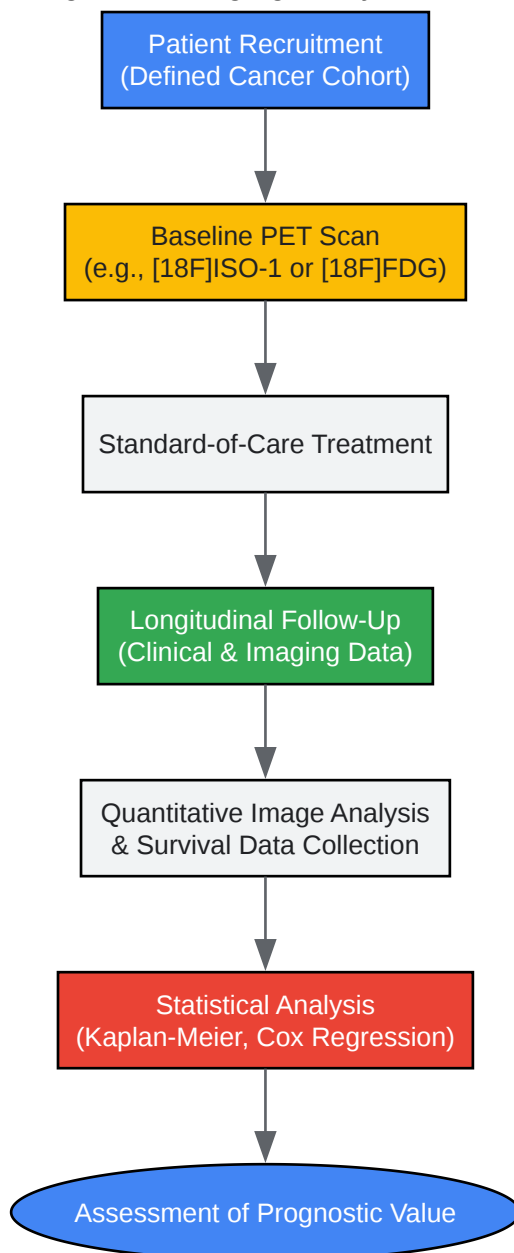 Patient Recruitment
(Defined Cancer Cohort)
Baseline PET Scan
(e.g., [18F]ISO-1 or [18F]FDG)
Standard-of-Care Treatment
Longitudinal Follow-Up
(Clinical & Imaging Data)
Quantitative Image Analysis
& Survival Data Collection
Statistical Analysis
(Kaplan-Meier, Cox Regression)
Assessment of Prognostic Value